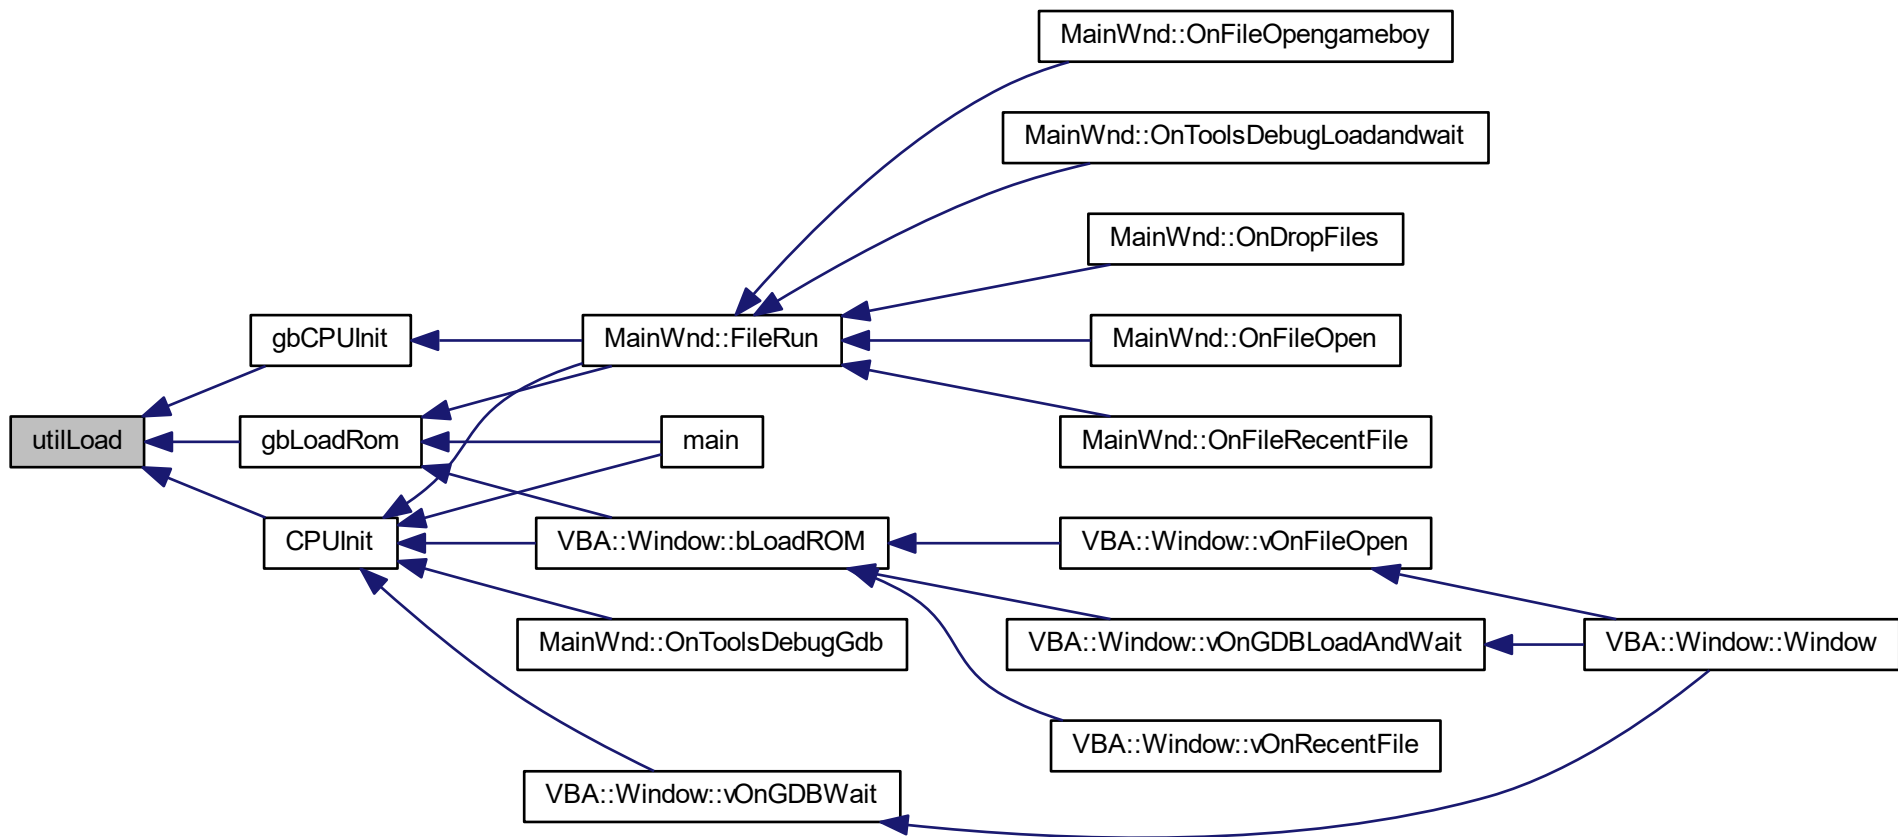 MainWnd::OnFileOpengameboy
MainWnd::OnToolsDebugLoadandwait
MainWnd::OnDropFiles
gbCPUInit
MainWnd::FileRun
MainWnd::OnFileOpen
utilLoad
gbLoadRom
main
MainWnd::OnFileRecentFile
CPUInit
VBA::Window::bLoadROM
VBA::Window::vOnFileOpen
MainWnd::OnToolsDebugGdb
VBA::Window::vOnGDBLoadAndWait
VBA::Window::Window
VBA::Window::vOnRecentFile
VBA::Window::vOnGDBWait